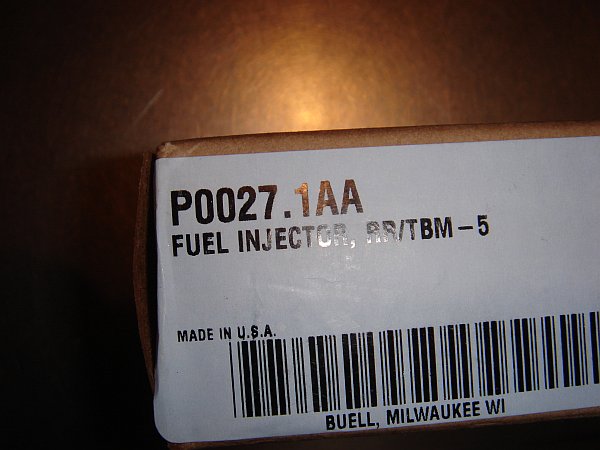 P0027.1AA
FUEL INJECTOR, RR/TBM-5
MADE IN U.S.A.
BUELL, MILWAUKEE WI